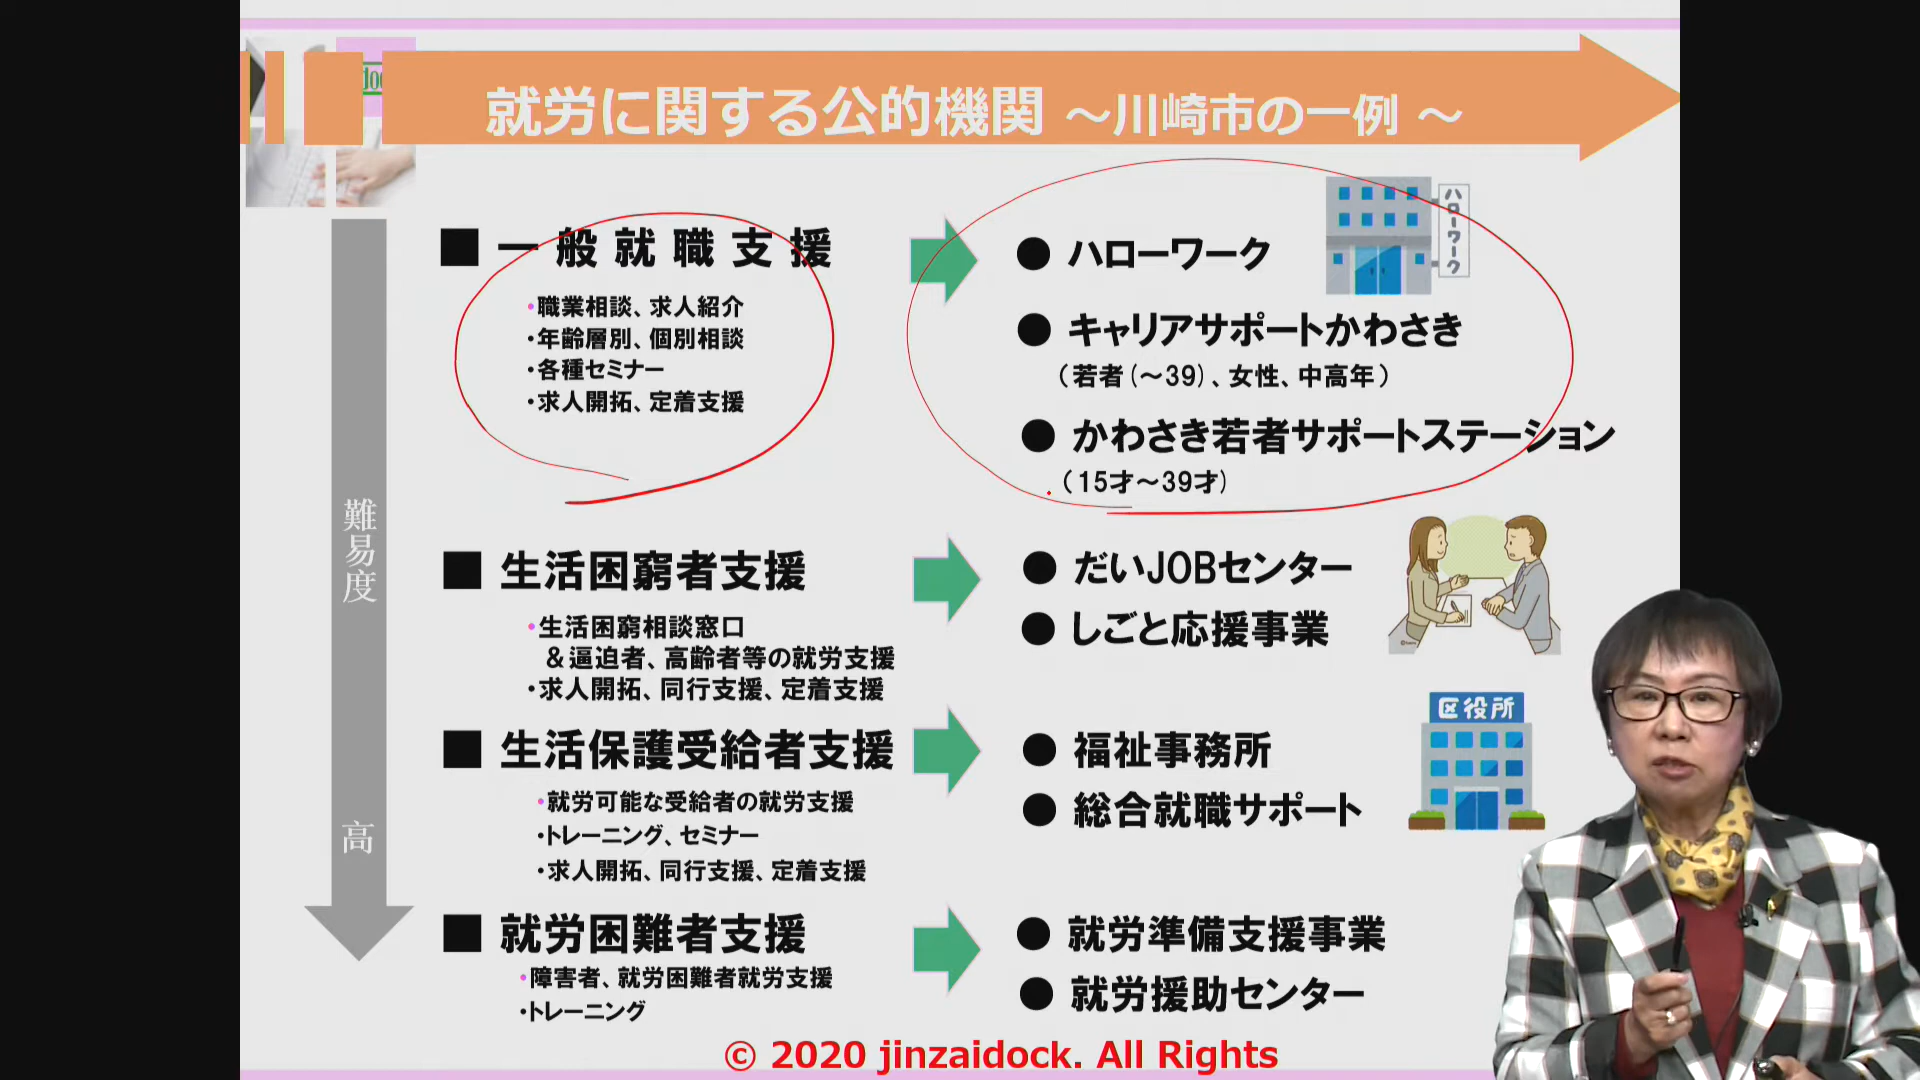 就労に関する公的機関 ～川崎市の一例 ～
難易度
高
■ 一般就職支援
・職業相談、求人紹介
・年齢層別、個別相談
・各種セミナー
・求人開拓、定着支援
● ハローワーク
ハローワーク
● キャリアサポートかわさき
（若者(～39)、女性、中高年）
● かわさき若者サポートステーション
（15才～39才）
■ 生活困窮者支援
・生活困窮相談窓口
＆逼迫者、高齢者等の就労支援
・求人開拓、同行支援、定着支援
● だいJOBセンター
● しごと応援事業
■ 生活保護受給者支援
・就労可能な受給者の就労支援
・トレーニング、セミナー
・求人開拓、同行支援、定着支援
● 福祉事務所
● 総合就職サポート
区役所
■ 就労困難者支援
・障害者、就労困難者就労支援
・トレーニング
● 就労準備支援事業
● 就労援助センター
© 2020 jinzaidock. All Rights